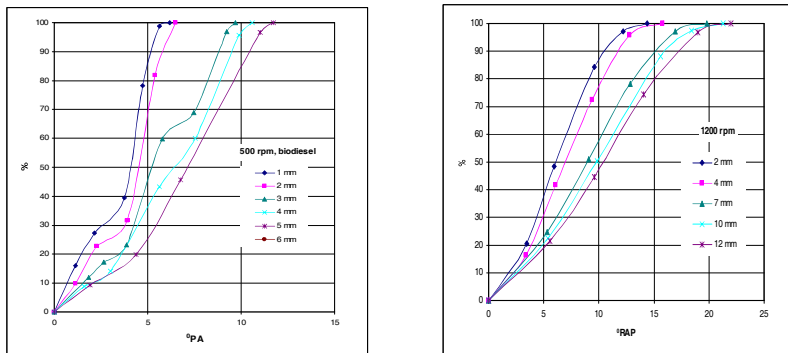 100
90
80
70
60
50
40
30
20
10
0
%
500 rpm, biodiesel
1 mm
2 mm
3 mm
4 mm
5 mm
6 mm
0 5 10 15
⁰PA
100
90
80
70
60
50
40
30
20
10
0
%
1200 rpm
2 mm
4 mm
7 mm
10 mm
12 mm
0 5 10 15 20 25
⁰RAP